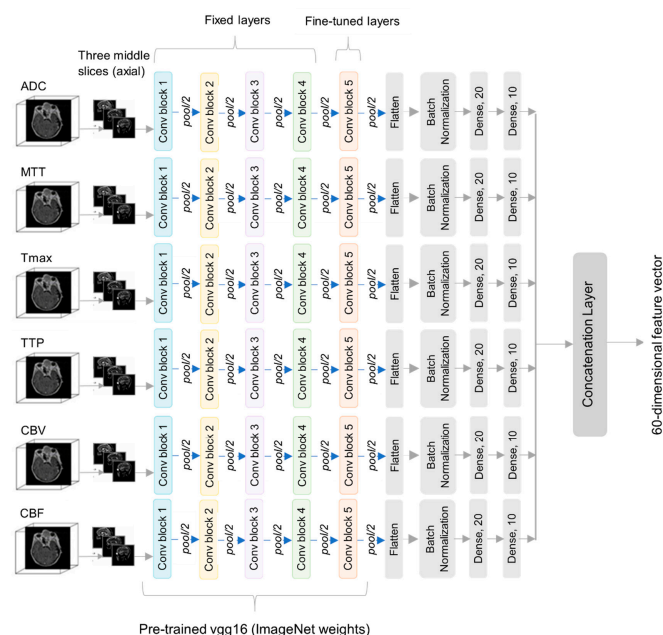 Fixed layers
Fine-tuned layers
Three middle
slices (axial)
ADC
Conv block 1
pool/2
Conv block 2
pool/2
Conv block 3
pool/2
Conv block 4
pool/2
Conv block 5
pool/2
Flatten
Batch
Normalization
Dense, 20
Dense, 10
MTT
Conv block 1
pool/2
Conv block 2
pool/2
Conv block 3
pool/2
Conv block 4
pool/2
Conv block 5
pool/2
Flatten
Batch
Normalization
Dense, 20
Dense, 10
Tmax
Conv block 1
pool/2
Conv block 2
pool/2
Conv block 3
pool/2
Conv block 4
pool/2
Conv block 5
pool/2
Flatten
Batch
Normalization
Dense, 20
Dense, 10
TTP
Conv block 1
pool/2
Conv block 2
pool/2
Conv block 3
pool/2
Conv block 4
pool/2
Conv block 5
pool/2
Flatten
Batch
Normalization
Dense, 20
Dense, 10
CBV
Conv block 1
pool/2
Conv block 2
pool/2
Conv block 3
pool/2
Conv block 4
pool/2
Conv block 5
pool/2
Flatten
Batch
Normalization
Dense, 20
Dense, 10
CBF
Conv block 1
pool/2
Conv block 2
pool/2
Conv block 3
pool/2
Conv block 4
pool/2
Conv block 5
pool/2
Flatten
Batch
Normalization
Dense, 20
Dense, 10
Concatenation Layer
60-dimensional feature vector
Pre-trained vgg16 (ImageNet weights)